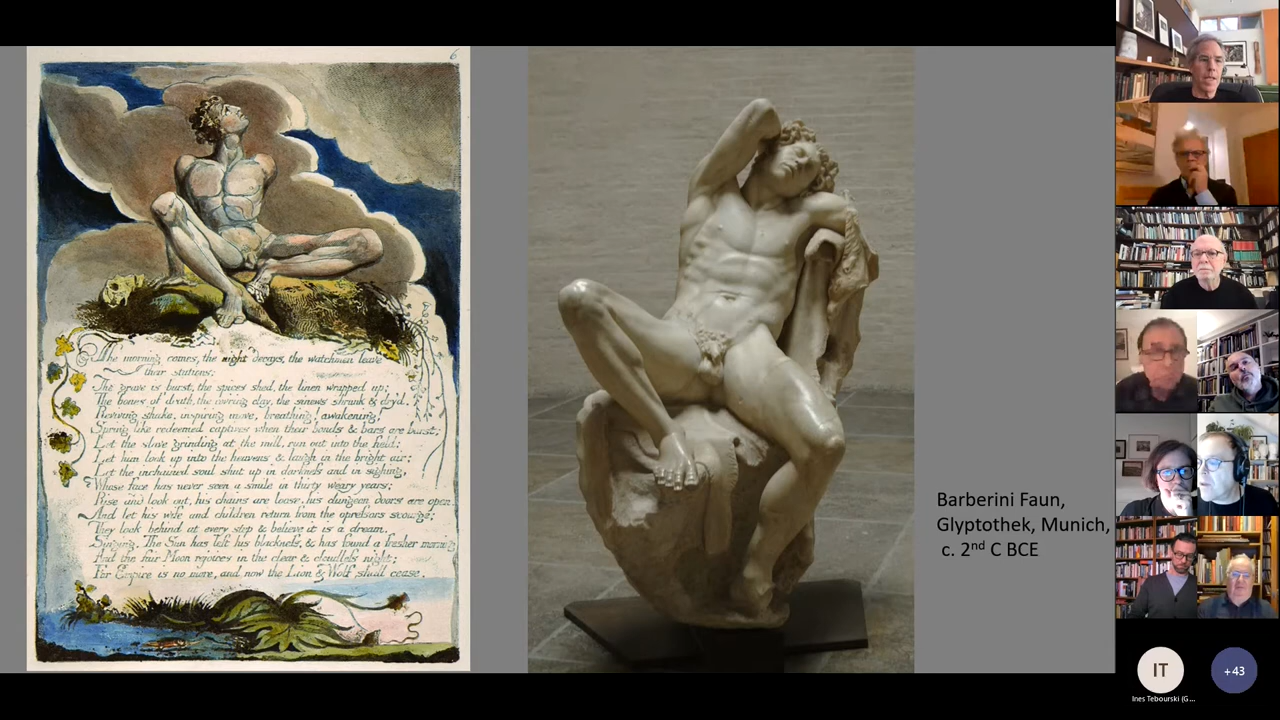 6
The morning comes, the night decays, the watchmen leave
their stations;
The grave is burst, the spices shed, the linen wrapped up;
The bones of death, the cov'ring clay, the sinews shrunk & dry'd.
Reviving shake, inspiring move, breathing! awakening!
Spring like redeemed captives when their bonds & bars are burst;
Let the slave grinding at the mill, run out into the field:
Let him look up into the heavens & laugh in the bright air;
Let the inchained soul shut up in darkness and in sighing,
Whose face has never seen a smile in thirty weary years;
Rise and look out, his chains are loose, his dungeon doors are open.
And let his wife and children return from the opressors scourge;
They look behind at every step & believe it is a dream.
Singing. The Sun has left his blackness, & has found a fresher morning
And the fair Moon rejoices in the clear & cloudless night;
For Empire is no more, and now the Lion & Wolf shall cease.
Barberini Faun,
Glyptothek, Munich,
c. 2nd C BCE
IT
+43
Ines Tebourski (G...